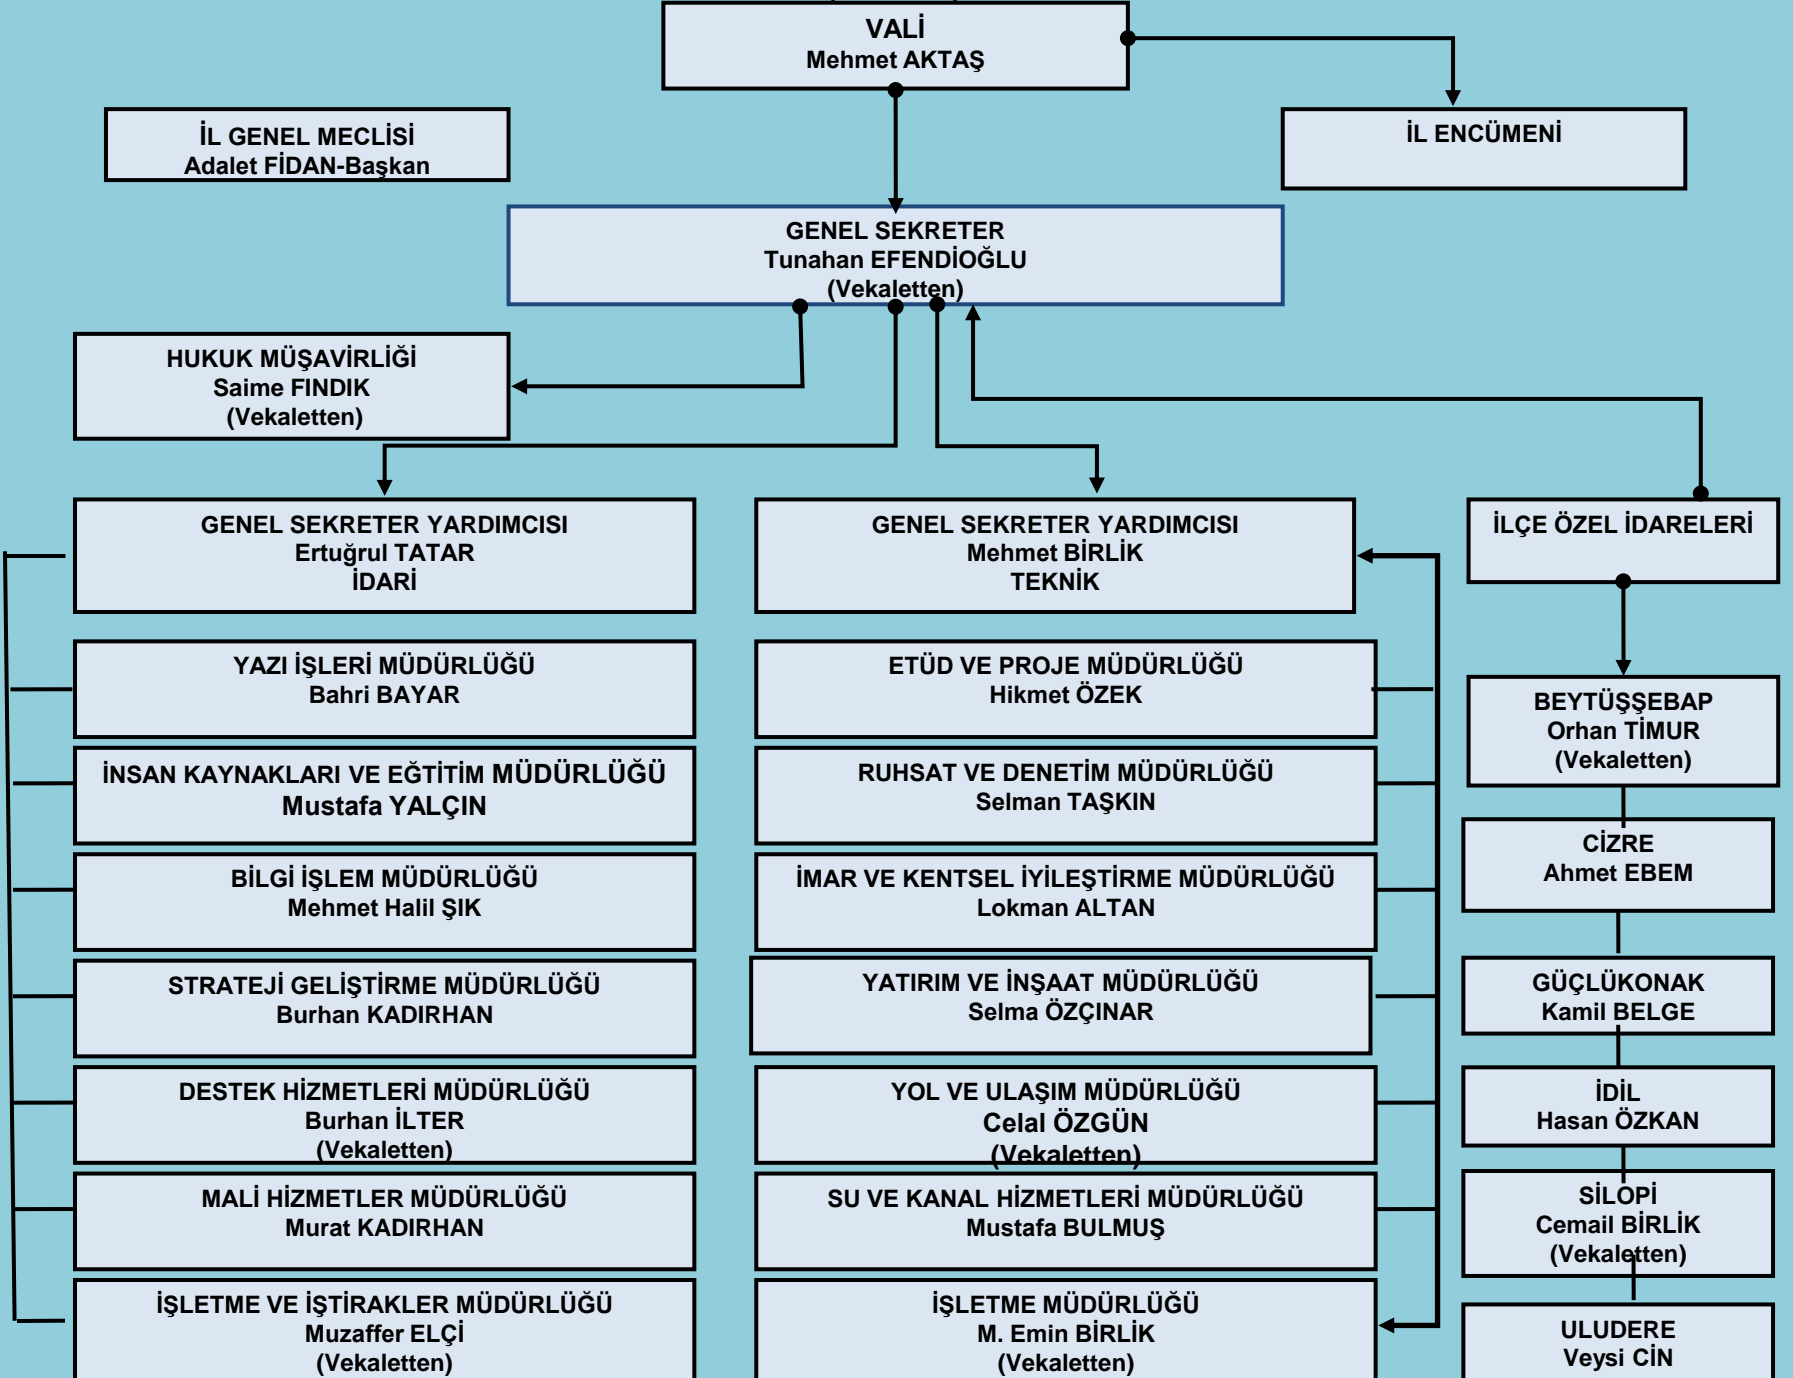 VALİ
Mehmet AKTAŞ
İL GENEL MECLİSİ
Adalet FİDAN-Başkan
İL ENCÜMENİ
GENEL SEKRETER
Tunahan EFENDİOĞLU
(Vekaletten)
HUKUK MÜŞAVİRLİĞİ
Saime FINDIK
(Vekaletten)
GENEL SEKRETER YARDIMCISI
Ertuğrul TATAR
İDARİ
YAZI İŞLERİ MÜDÜRLÜĞÜ
Bahri BAYAR
İNSAN KAYNAKLARI VE EĞTİTİM MÜDÜRLÜĞÜ
Mustafa YALÇIN
BİLGİ İŞLEM MÜDÜRLÜĞÜ
Mehmet Halil ŞIK
STRATEJİ GELİŞTİRME MÜDÜRLÜĞÜ
Burhan KADIRHAN
DESTEK HİZMETLERİ MÜDÜRLÜĞÜ
Burhan İLTER
(Vekaletten)
MALİ HİZMETLER MÜDÜRLÜĞÜ
Murat KADIRHAN
İŞLETME VE İŞTİRAKLER MÜDÜRLÜĞÜ
Muzaffer ELÇİ
(Vekaletten)
GENEL SEKRETER YARDIMCISI
Mehmet BİRLİK
TEKNİK
ETÜD VE PROJE MÜDÜRLÜĞÜ
Hikmet ÖZEK
RUHSAT VE DENETİM MÜDÜRLÜĞÜ
Selman TAŞKIN
İMAR VE KENTSEL İYİLEŞTİRME MÜDÜRLÜĞÜ
Lokman ALTAN
YATIRIM VE İNŞAAT MÜDÜRLÜĞÜ
Selma ÖZÇINAR
YOL VE ULAŞIM MÜDÜRLÜĞÜ
Celal ÖZGÜN
(Vekaletten)
SU VE KANAL HİZMETLERİ MÜDÜRLÜĞÜ
Mustafa BULMUŞ
İŞLETME MÜDÜRLÜĞÜ
M. Emin BİRLİK
(Vekaletten)
İLÇE ÖZEL İDARELERİ
BEYTÜŞŞEBAP
Orhan TİMUR
(Vekaletten)
CİZRE
Ahmet EBEM
GÜÇLÜKONAK
Kamil BELGE
İDİL
Hasan ÖZKAN
SİLOPİ
Cemail BİRLİK
(Vekaletten)
ULUDERE
Veysi CİN